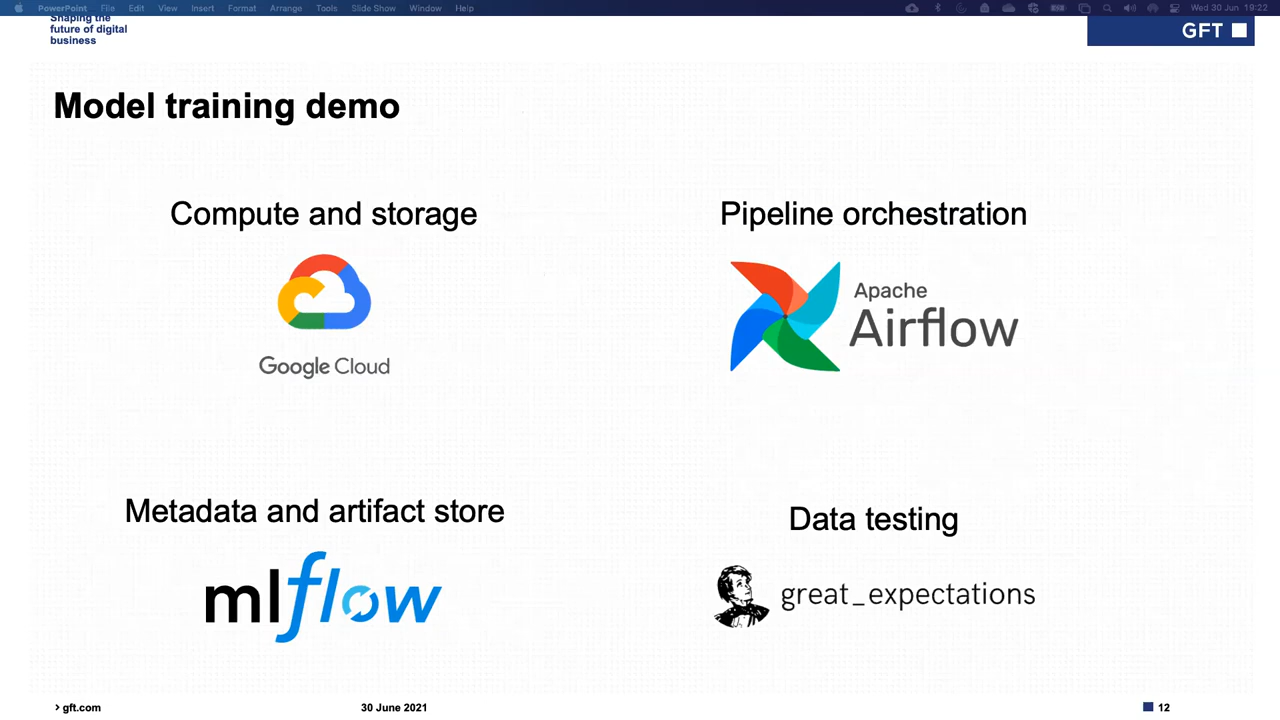 PowerPoint File Edit View Insert Format Arrange Tools Slide Show Window Help Wed 30 Jun 19:22
Shaping the
future of digital
business
GFT
Model training demo
Compute and storage
Google Cloud
Pipeline orchestration
Apache
Airflow
Metadata and artifact store
mlflow
Data testing
great_expectations
> gft.com 30 June 2021 12